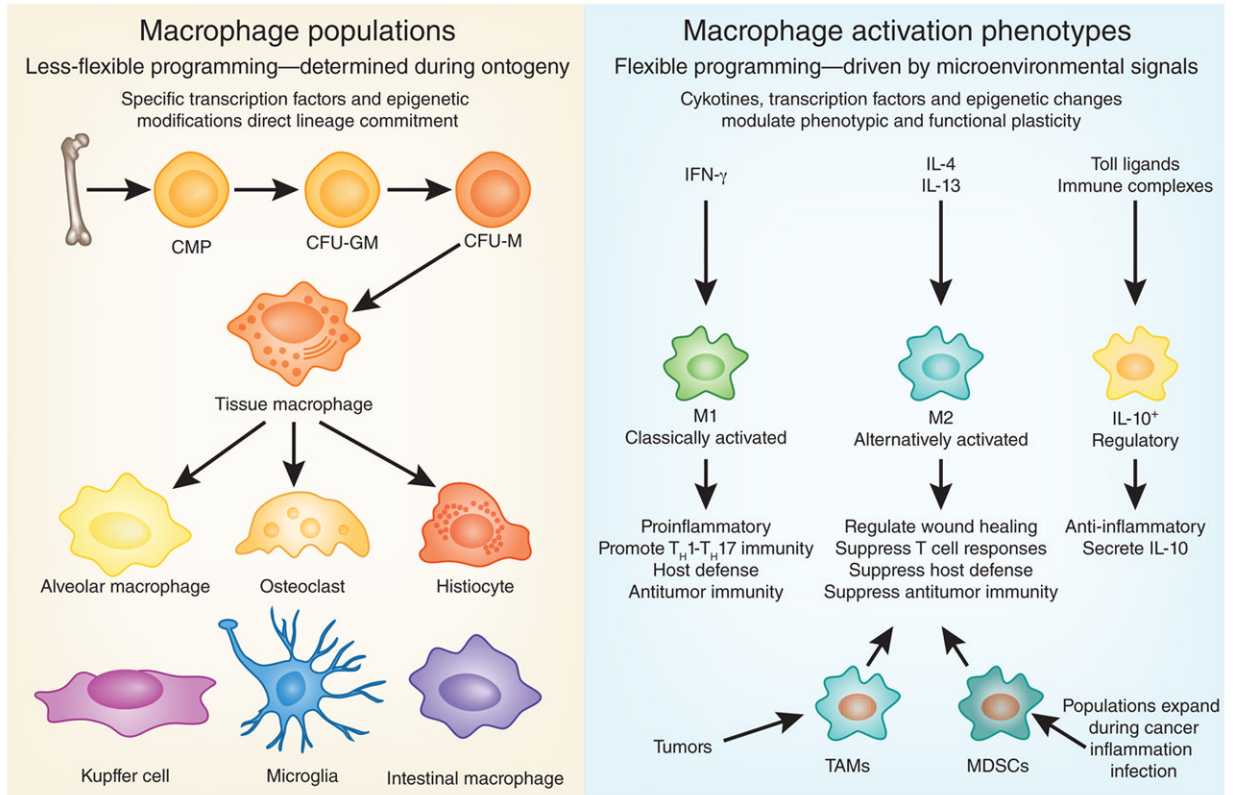 Macrophage populations
Less-flexible programming—determined during ontogeny
Specific transcription factors and epigenetic
modifications direct lineage commitment
CMP
CFU-GM
CFU-M
Tissue macrophage
Alveolar macrophage
Osteoclast
Histiocyte
Kupffer cell
Microglia
Intestinal macrophage
Macrophage activation phenotypes
Flexible programming—driven by microenvironmental signals
Cykotines, transcription factors and epigenetic changes
modulate phenotypic and functional plasticity
IFN-γ
IL-4
IL-13
Toll ligands
Immune complexes
M1
Classically activated
M2
Alternatively activated
IL-10⁺
Regulatory
Proinflammatory
Promote TH1-TH17 immunity
Host defense
Antitumor immunity
Regulate wound healing
Suppress T cell responses
Suppress host defense
Suppress antitumor immunity
Anti-inflammatory
Secrete IL-10
Tumors
TAMs
MDSCs
Populations expand
during cancer
inflammation
infection